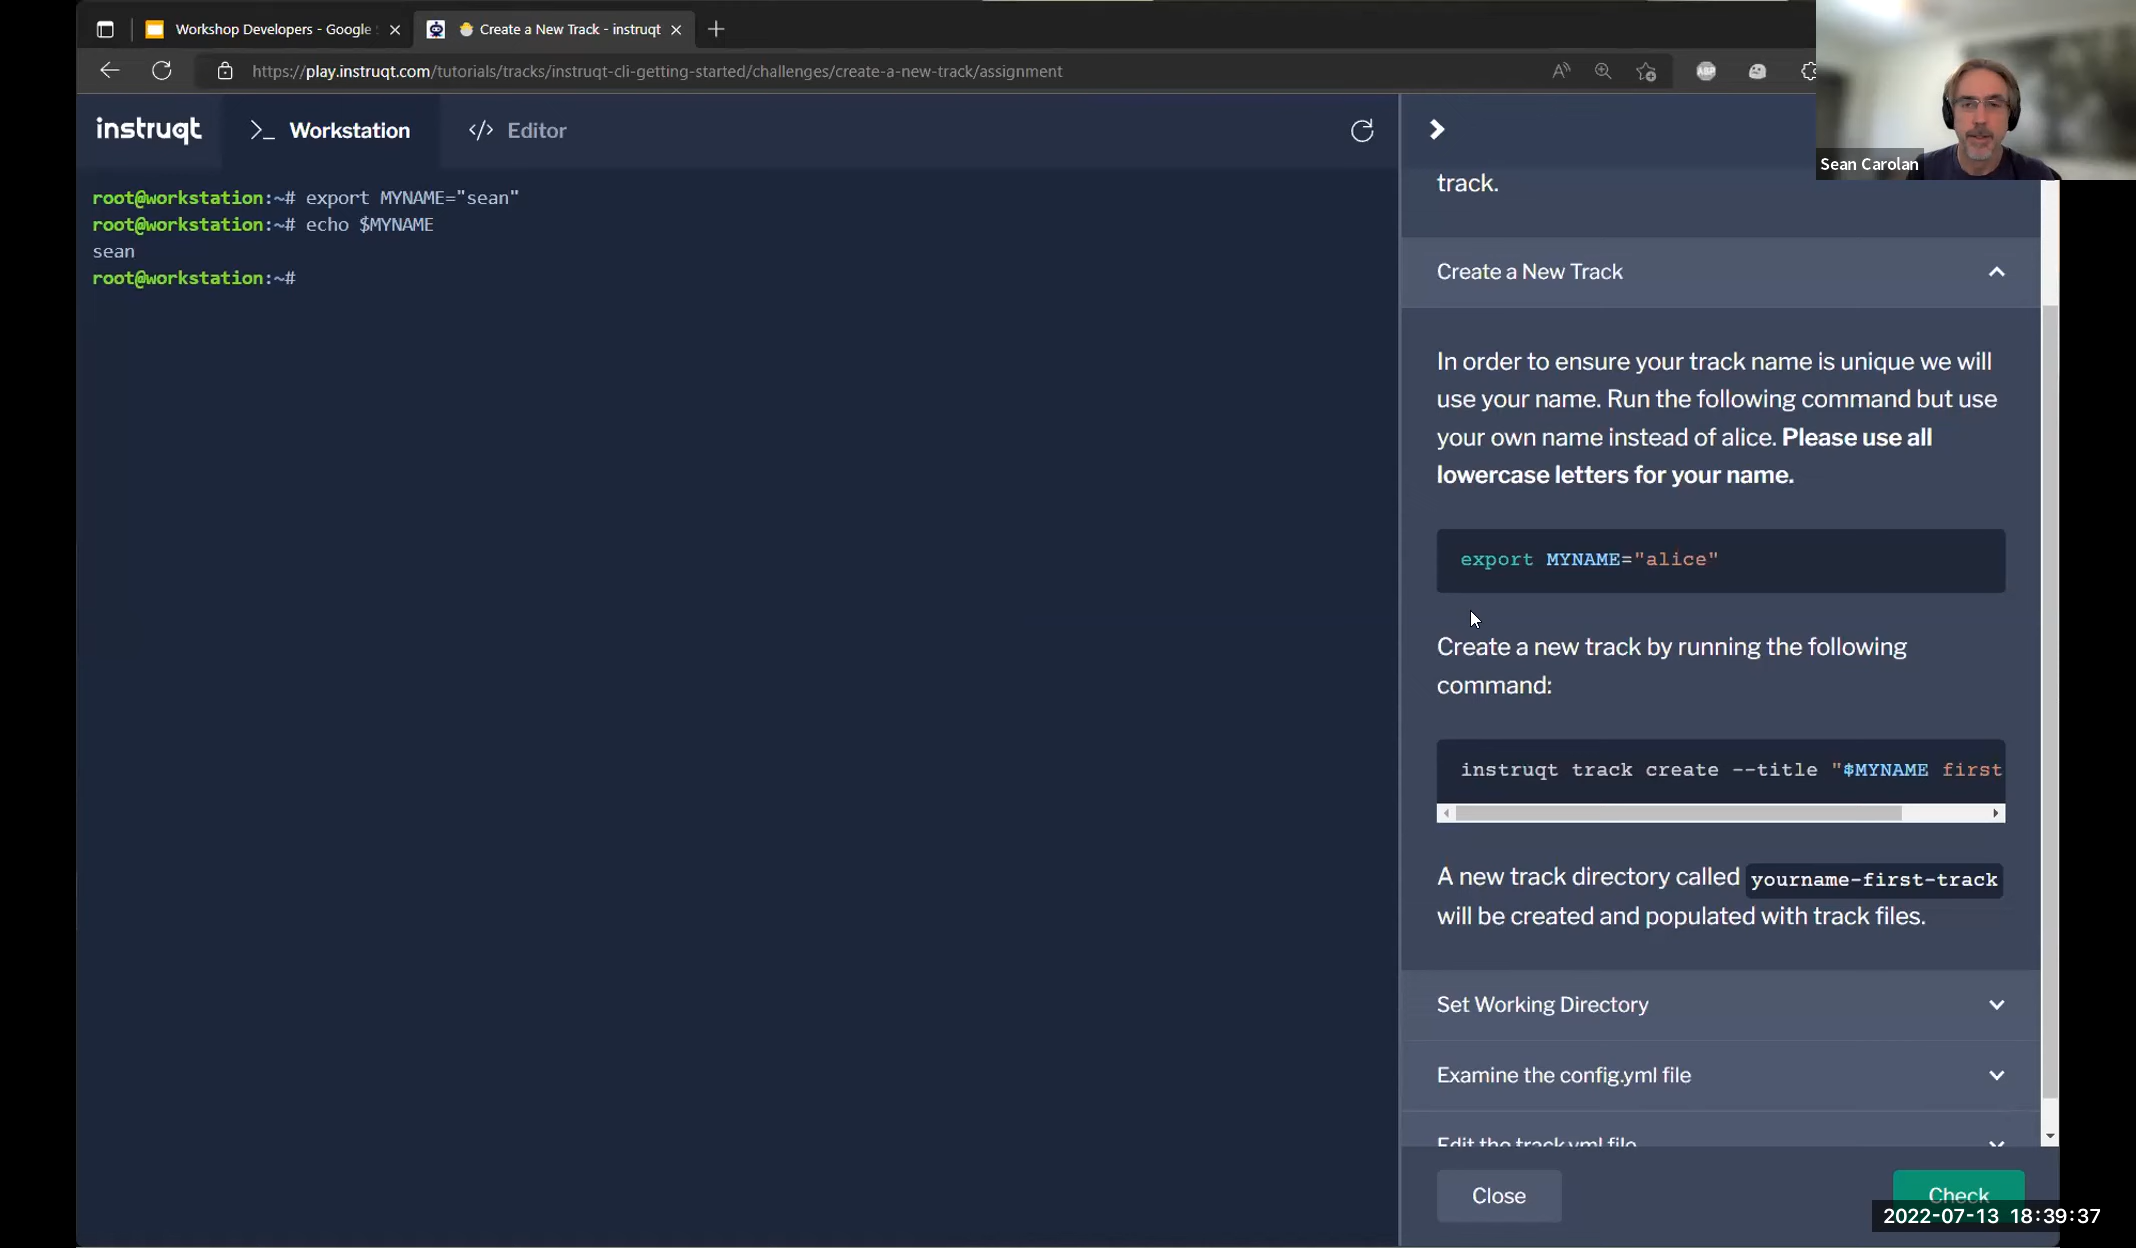 Workshop Developers - Google
Create a New Track - instruqt
https://play.instruqt.com/tutorials/tracks/instruqt-cli-getting-started/challenges/create-a-new-track/assignment
ABP
Sean Carolan
instruqt
>_ Workstation
</> Editor
root@workstation:~# export MYNAME="sean"
root@workstation:~# echo $MYNAME
sean
root@workstation:~#
track.
Create a New Track
In order to ensure your track name is unique we will
use your name. Run the following command but use
your own name instead of alice. Please use all
lowercase letters for your name.
export MYNAME="alice"
Create a new track by running the following
command:
instruqt track create --title "$MYNAME first
A new track directory called yourname-first-track
will be created and populated with track files.
Set Working Directory
Examine the config.yml file
Edit the track.yml file
Close
Check
2022-07-13 18:39:37